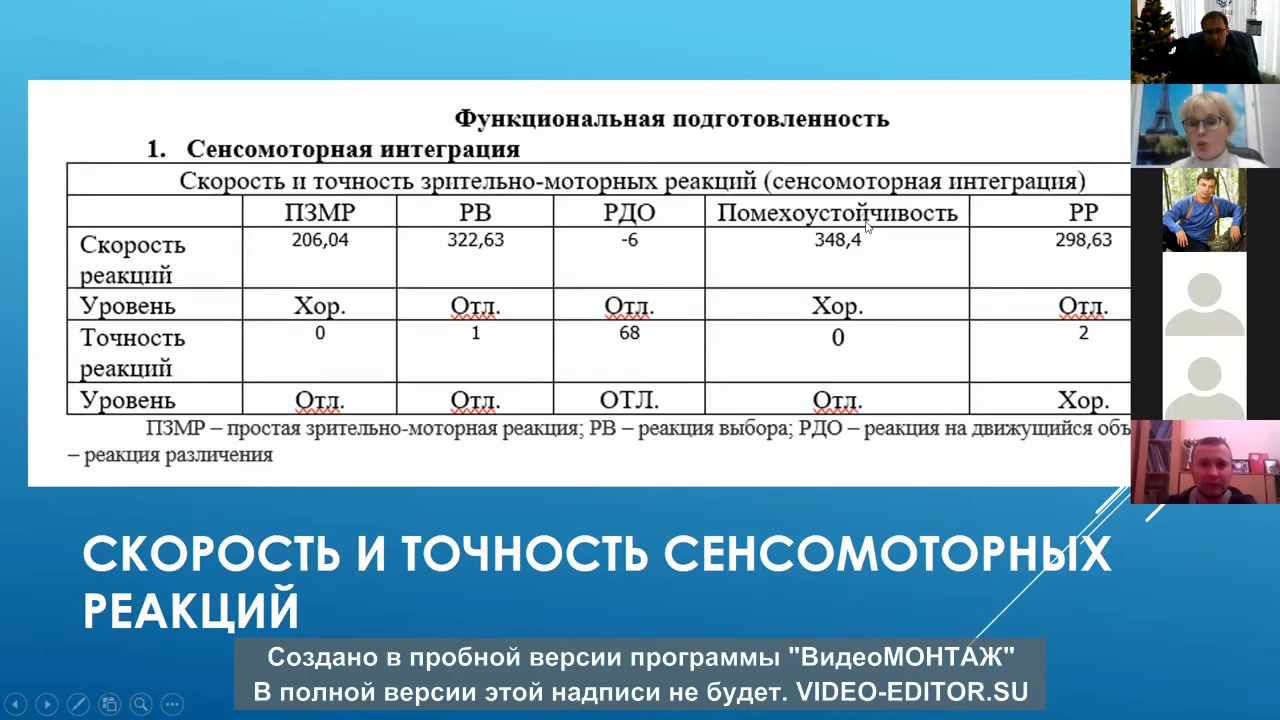 Функциональная подготовленность
1. Сенсомоторная интеграция
Скорость и точность зрительно-моторных реакций (сенсомоторная интеграция)
ПЗМР РВ РДО Помехоустойчивость РР
Скорость реакций 206,04 322,63 -6 348,4 298,63
Уровень Хор. Отл. Отл. Хор. Отл.
Точность реакций 0 1 68 0 2
Уровень Отл. Отл. ОТЛ. Отл. Хор.
ПЗМР – простая зрительно-моторная реакция; РВ – реакция выбора; РДО – реакция на движущийся
– реакция различения
СКОРОСТЬ И ТОЧНОСТЬ СЕНСОМОТОРНЫХ
РЕАКЦИЙ
Создано в пробной версии программы "ВидеоМОНТАЖ"
В полной версии этой надписи не будет. VIDEO-EDITOR.SU